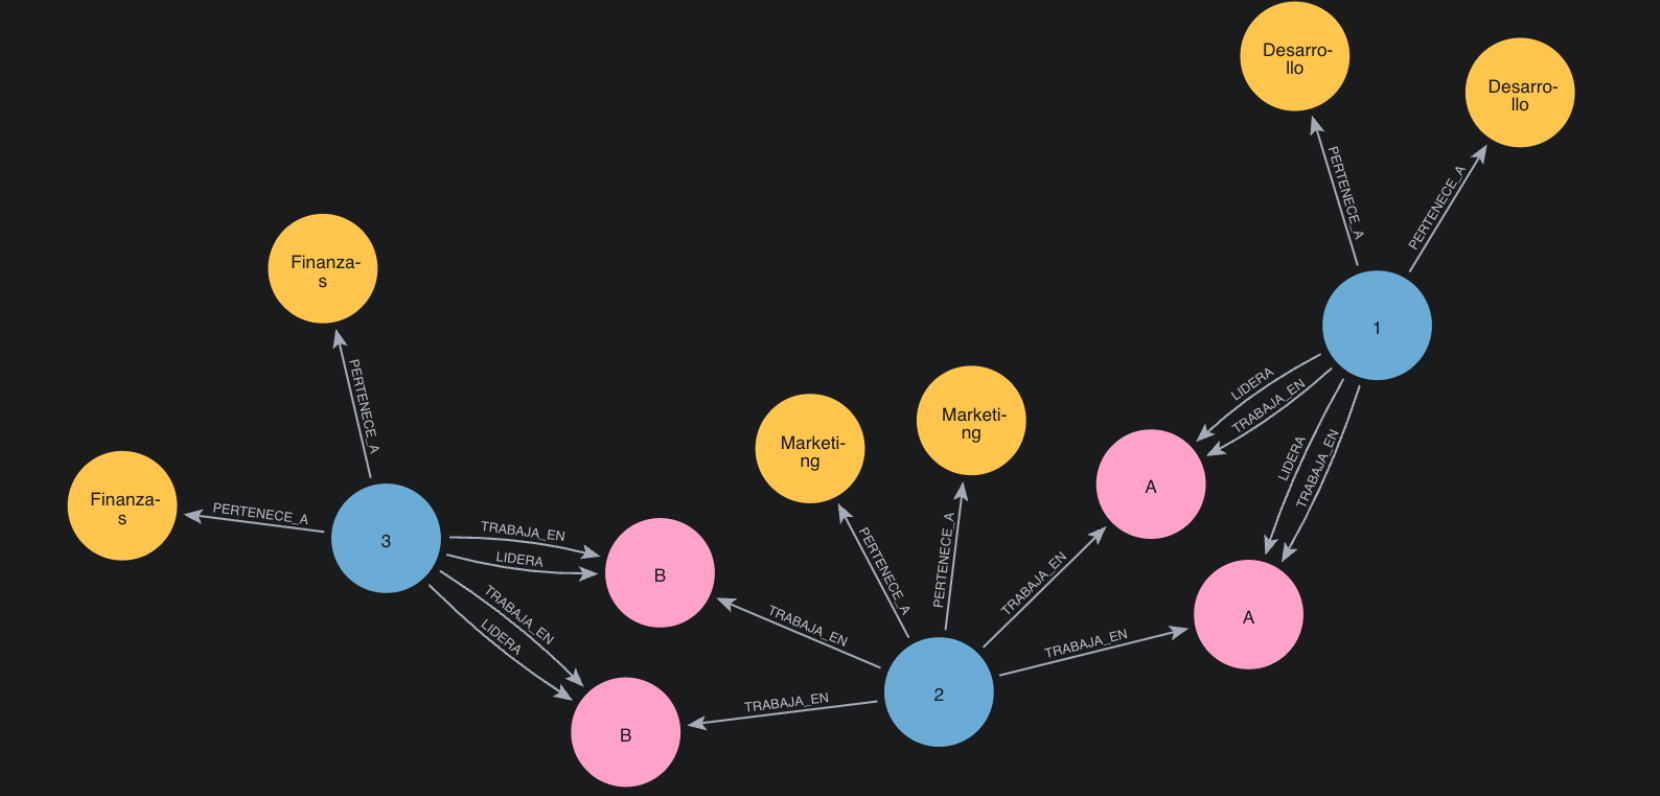 Desarro-
llo
Desarro-
llo
PERTENECE_A
PERTENECE_A
Finanza-
s
1
PERTENECE_A
LIDERA
TRABAJA_EN
LIDERA
TRABAJA_EN
Marketi-
ng
Marketi-
ng
A
Finanza-
s
PERTENECE_A
3
TRABAJA_EN
LIDERA
B
TRABAJA_EN
LIDERA
PERTENECE_A
PERTENECE_A
TRABAJA_EN
A
TRABAJA_EN
TRABAJA_EN
2
TRABAJA_EN
B